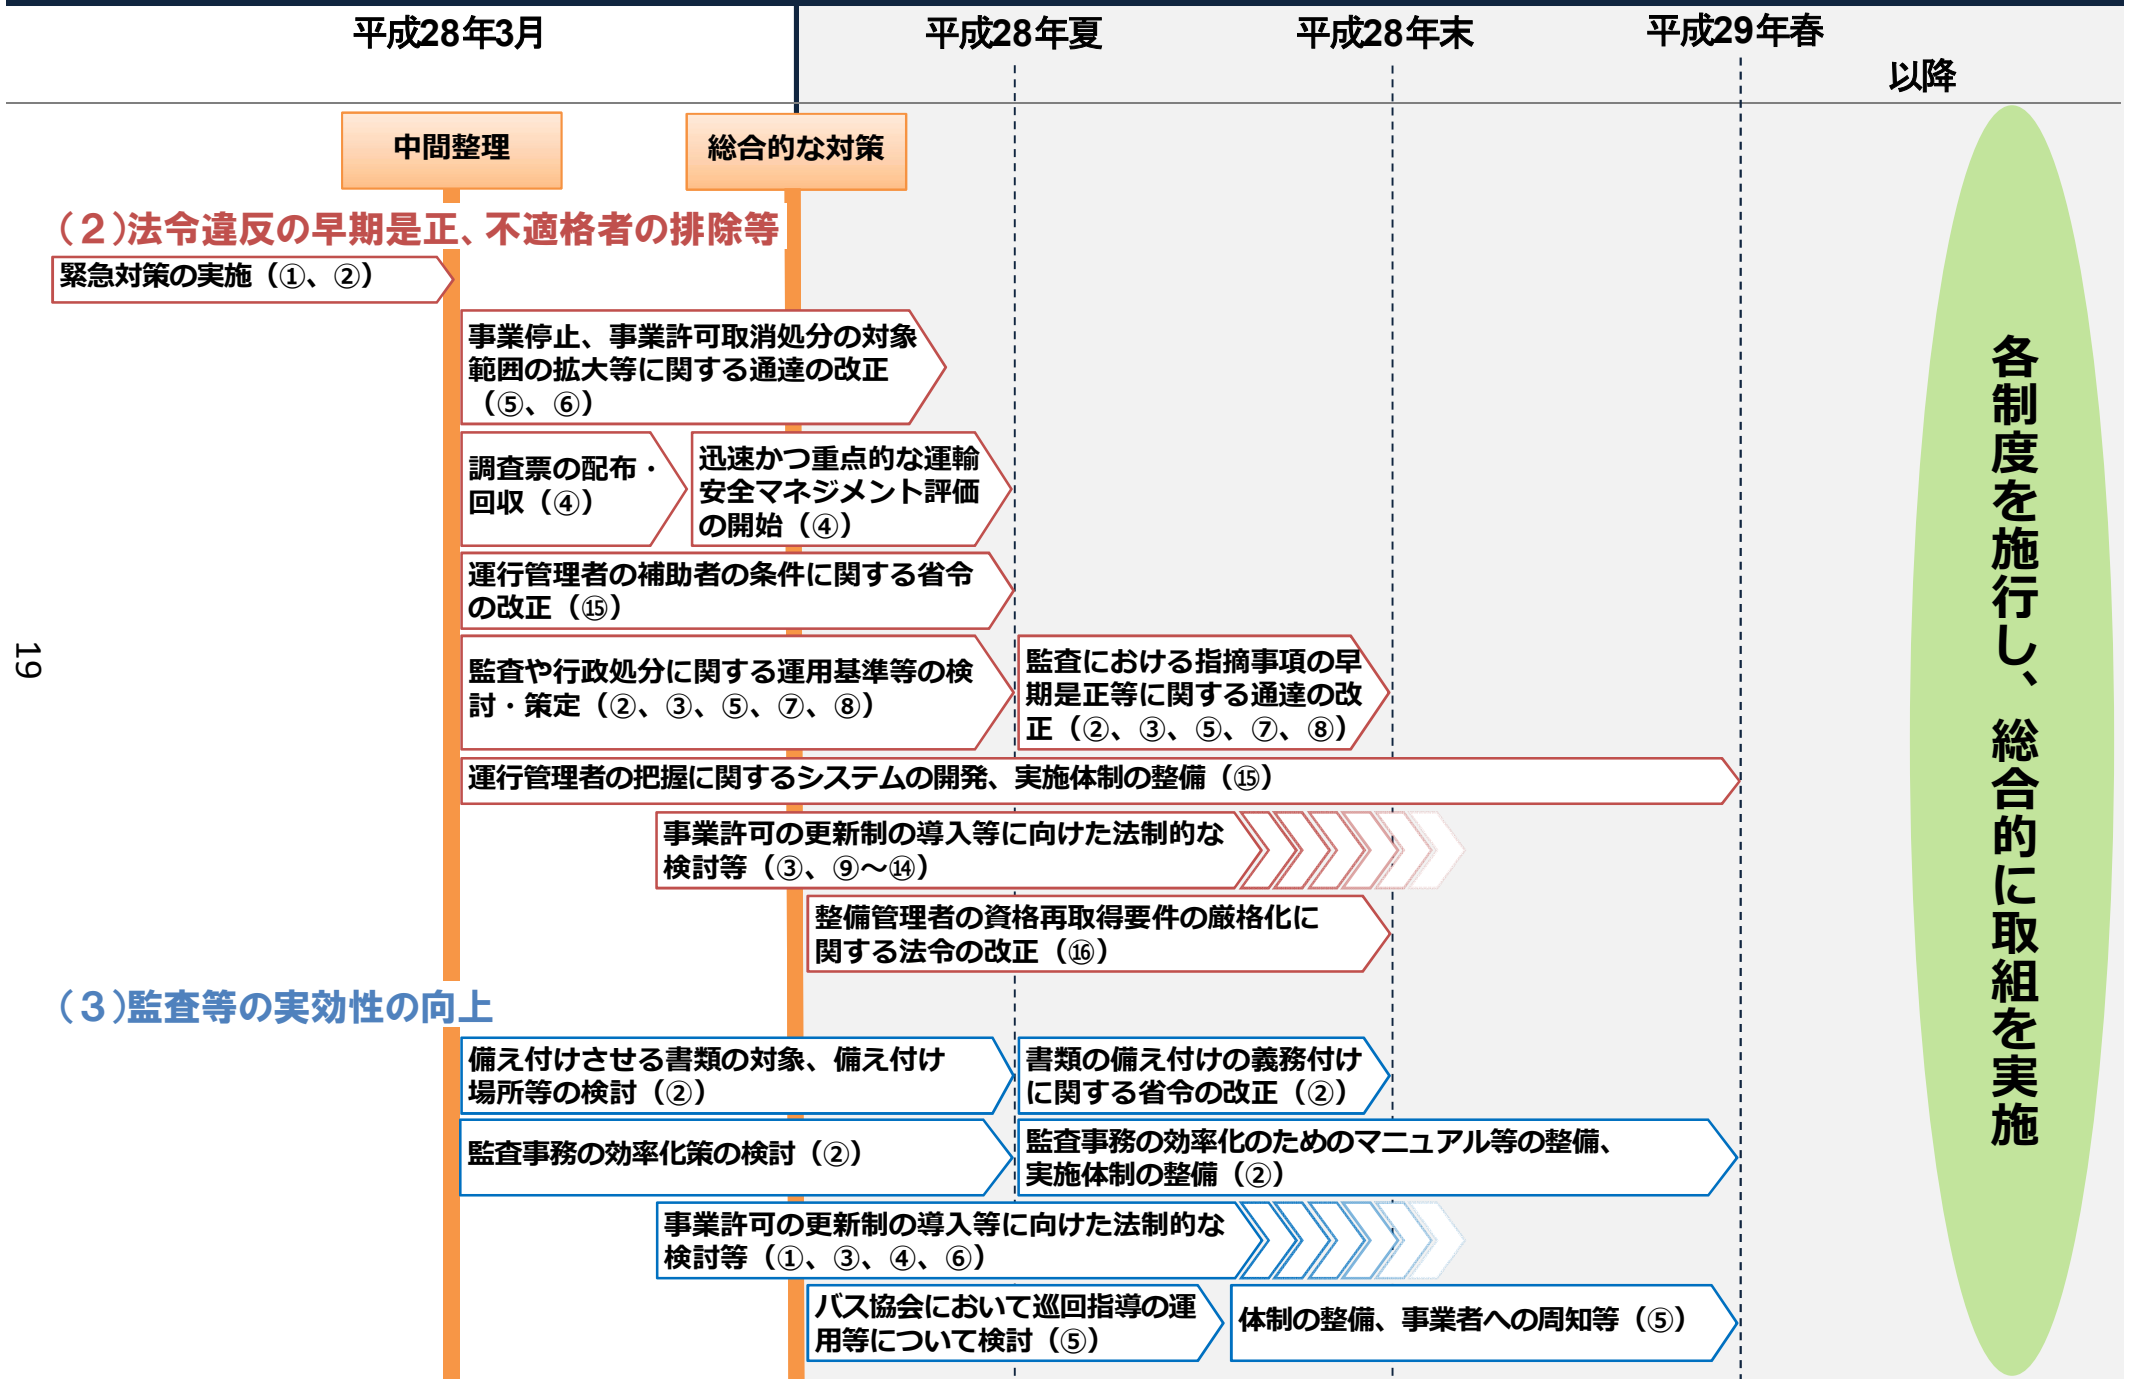 平成28年3月
平成28年夏
平成28年末
平成29年春
以降
中間整理
総合的な対策
（２）法令違反の早期是正、不適格者の排除等
緊急対策の実施（①、②）
事業停止、事業許可取消処分の対象
範囲の拡大等に関する通達の改正
（⑤、⑥）
調査票の配布・
回収（④）
迅速かつ重点的な運輸
安全マネジメント評価
の開始（④）
運行管理者の補助者の条件に関する省令
の改正（⑮）
監査や行政処分に関する運用基準等の検
討・策定（②、③、⑤、⑦、⑧）
監査における指摘事項の早
期是正等に関する通達の改
正（②、③、⑤、⑦、⑧）
運行管理者の把握に関するシステムの開発、実施体制の整備（⑮）
事業許可の更新制の導入等に向けた法制的な
検討等（③、⑨～⑭）
整備管理者の資格再取得要件の厳格化に
関する法令の改正（⑯）
（３）監査等の実効性の向上
備え付けさせる書類の対象、備え付け
場所等の検討（②）
書類の備え付けの義務付け
に関する省令の改正（②）
監査事務の効率化策の検討（②）
監査事務の効率化のためのマニュアル等の整備、
実施体制の整備（②）
事業許可の更新制の導入等に向けた法制的な
検討等（①、③、④、⑥）
バス協会において巡回指導の運
用等について検討（⑤）
体制の整備、事業者への周知等（⑤）
各制度を施行し、総合的に取組を実施
19